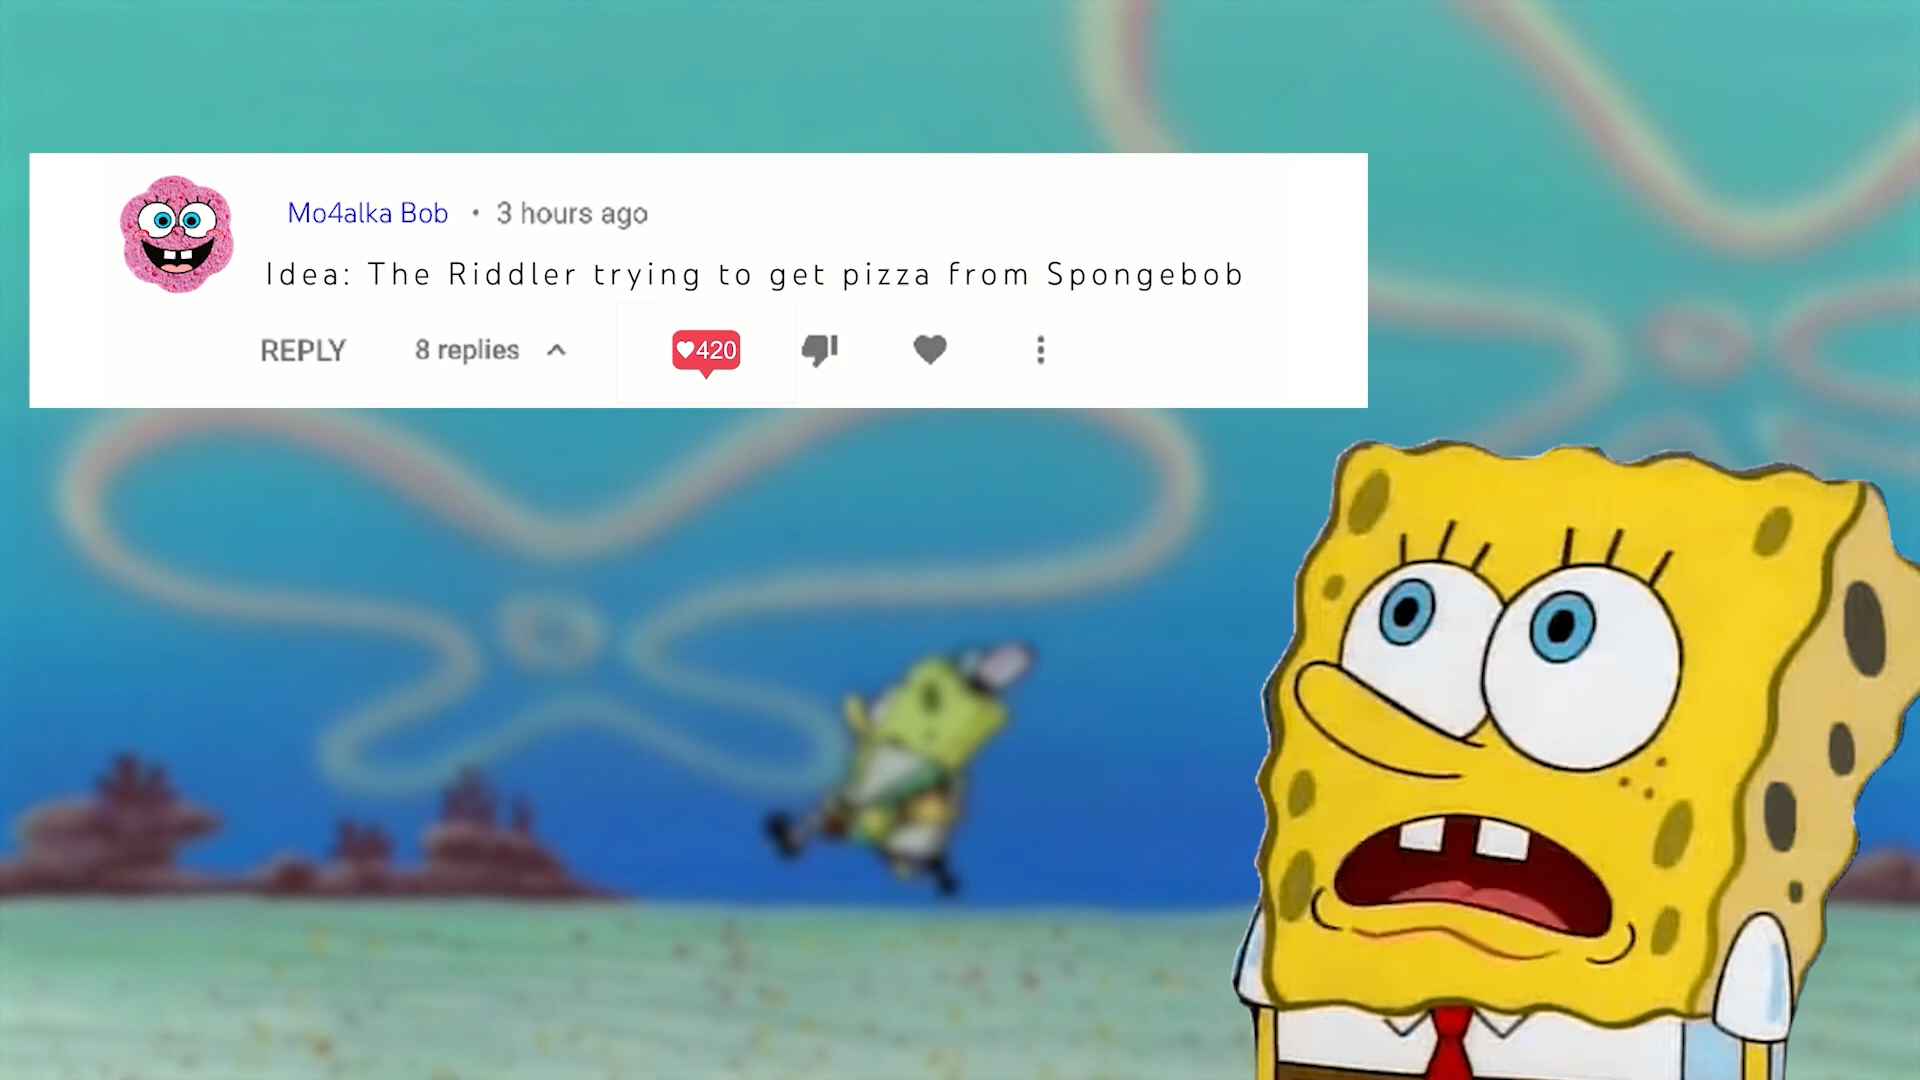 Mo4alka Bob • 3 hours ago
Idea: The Riddler trying to get pizza from Spongebob
REPLY 8 replies 420